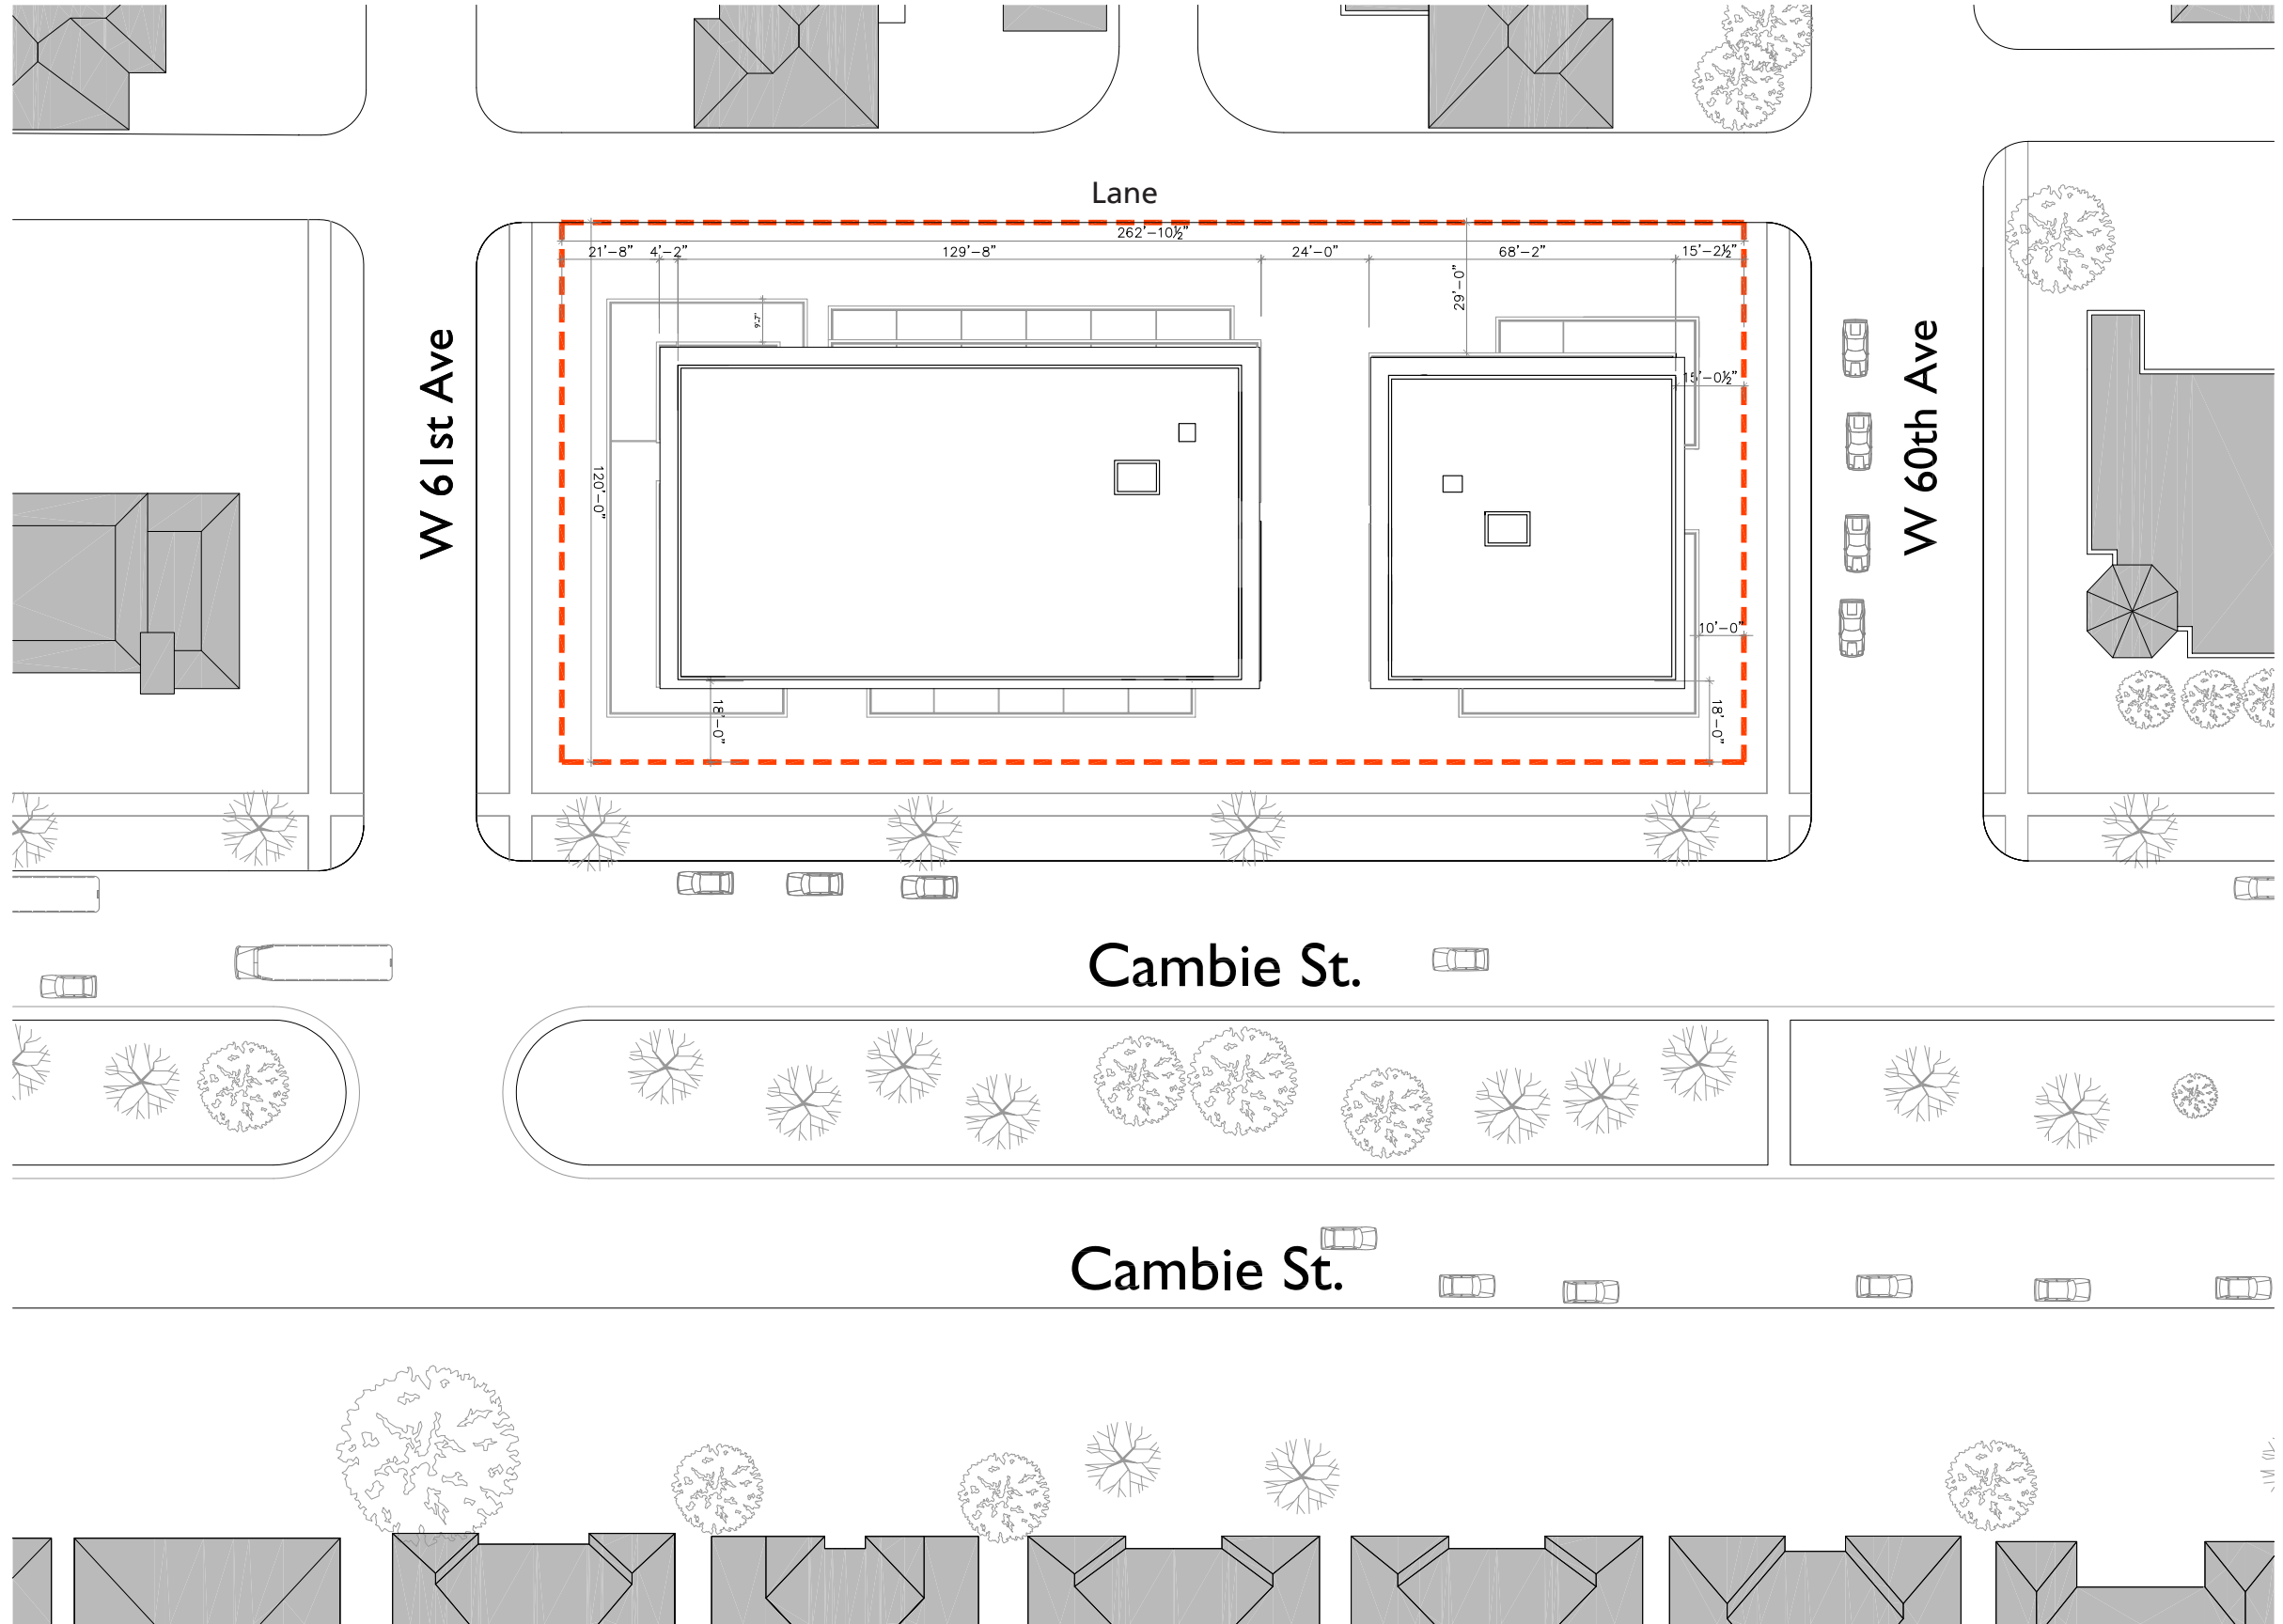 Lane
262'-10½"
21'-8" 4'-2" 129'-8" 24'-0" 68'-2" 15'-2½"
29'-0"
15'-0½"
W 61st Ave
W 60th Ave
120'-0"
10'-0"
18'-0"
18'-0"
Cambie St.
Cambie St.